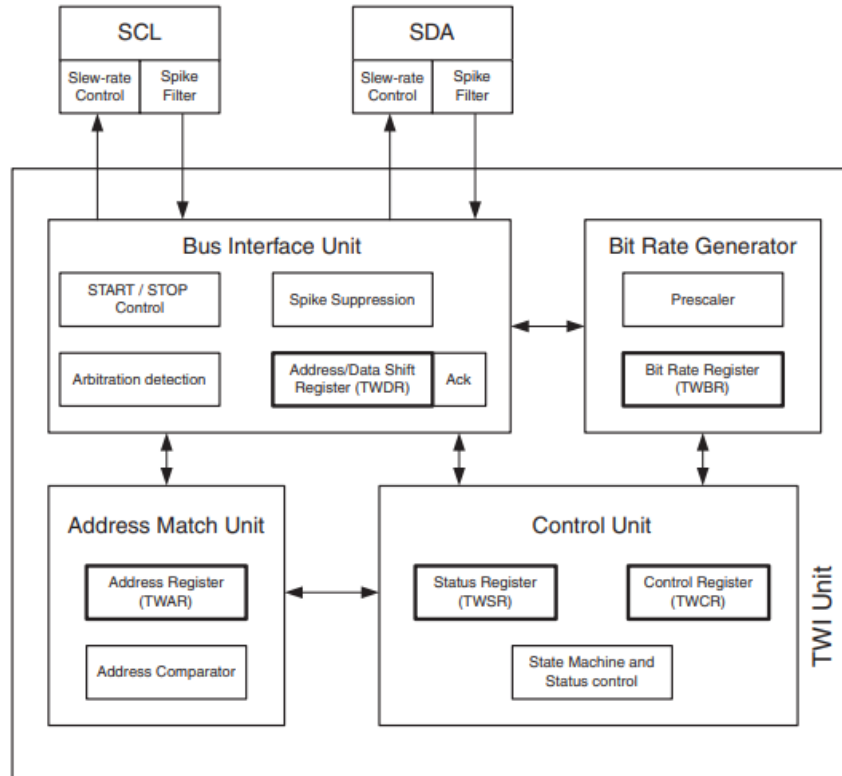 SCL
Slew-rate
Control
Spike
Filter
SDA
Slew-rate
Control
Spike
Filter
Bus Interface Unit
START / STOP
Control
Spike Suppression
Arbitration detection
Address/Data Shift
Register (TWDR)
Ack
Bit Rate Generator
Prescaler
Bit Rate Register
(TWBR)
Address Match Unit
Address Register
(TWAR)
Address Comparator
Control Unit
Status Register
(TWSR)
Control Register
(TWCR)
State Machine and
Status control
TWI Unit